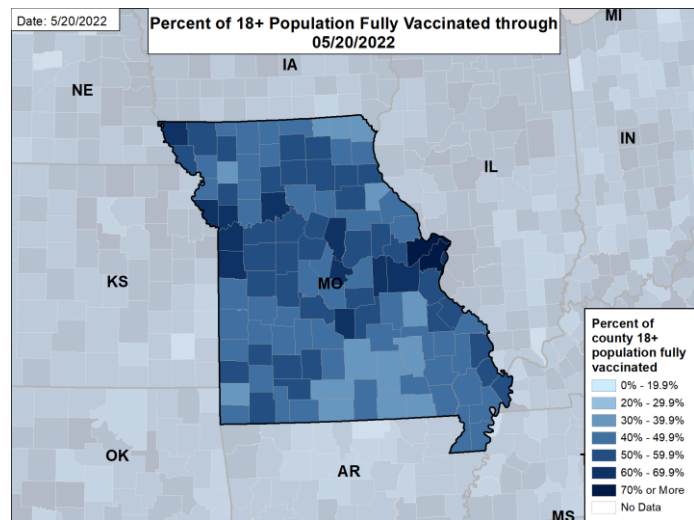 Date: 5/20/2022
Percent of 18+ Population Fully Vaccinated through
05/20/2022
MI
IA
NE
IN
IL
KS
MO
OK
AR
MS
Percent of
county 18+
population fully
vaccinated
0% - 19.9%
20% - 29.9%
30% - 39.9%
40% - 49.9%
50% - 59.9%
60% - 69.9%
70% or More
No Data